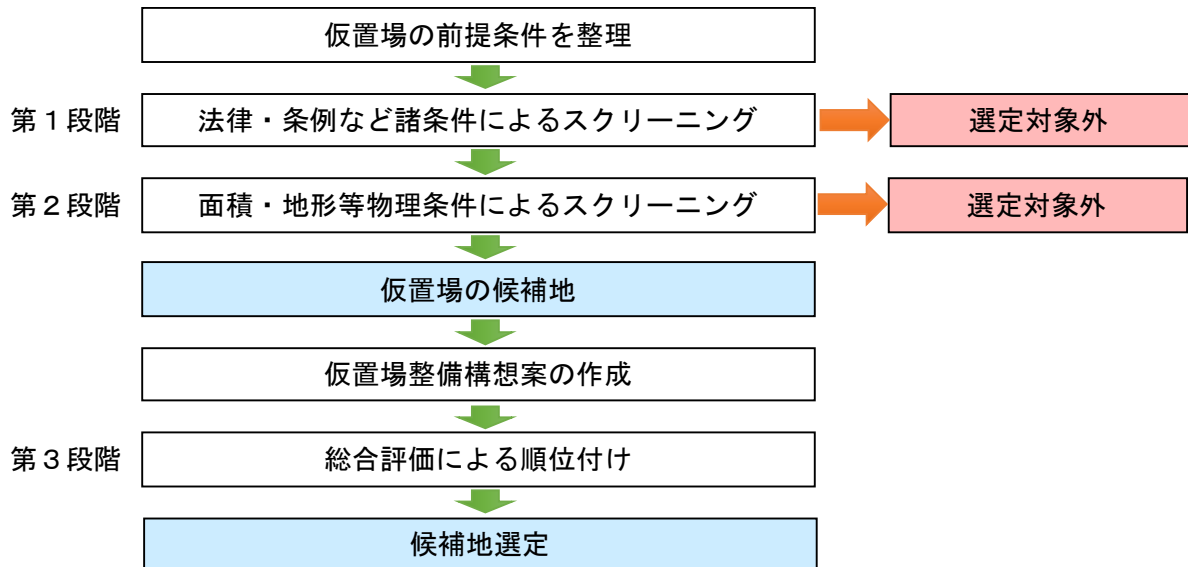 仮置場の前提条件を整理
第１段階
法律・条例など諸条件によるスクリーニング
選定対象外
第２段階
面積・地形等物理条件によるスクリーニング
選定対象外
仮置場の候補地
仮置場整備構想案の作成
第３段階
総合評価による順位付け
候補地選定